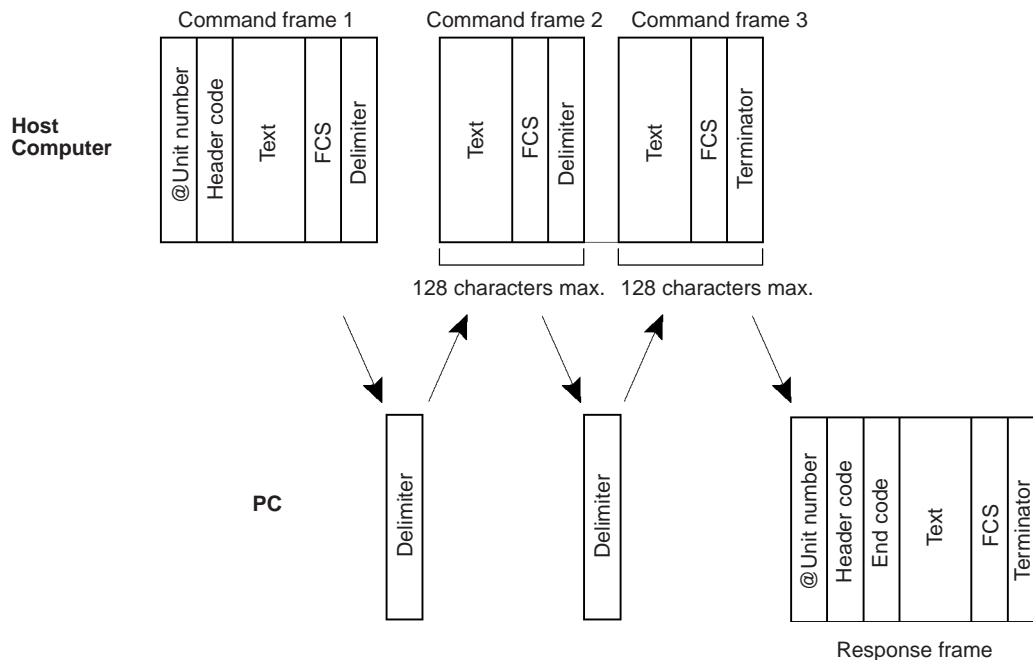 Command frame 1
Command frame 2
Command frame 3
Host
Computer
@Unit number
Header code
Text
FCS
Delimiter
Text
FCS
Delimiter
Text
FCS
Terminator
128 characters max.
128 characters max.
PC
Delimiter
Delimiter
@Unit number
Header code
End code
Text
FCS
Terminator
Response frame